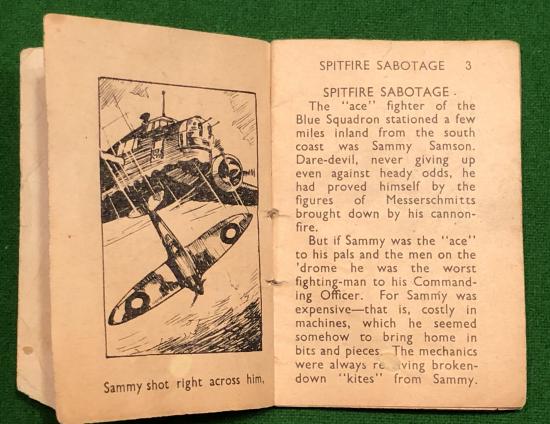 Sammy shot right across him.
SPITFIRE SABOTAGE 3
SPITFIRE SABOTAGE.
The "ace" fighter of the
Blue Squadron stationed a few
miles inland from the south
coast was Sammy Samson.
Dare-devil, never giving up
even against heady odds, he
had proved himself by the
figures of Messerschmitts
brought down by his cannon-
fire.
But if Sammy was the "ace"
to his pals and the men on the
'drome he was the worst
fighting-man to his Command-
ing Officer. For Sammy was
expensive—that is, costly in
machines, which he seemed
somehow to bring home in
bits and pieces. The mechanics
were always receiving broken-
down "kites" from Sammy.